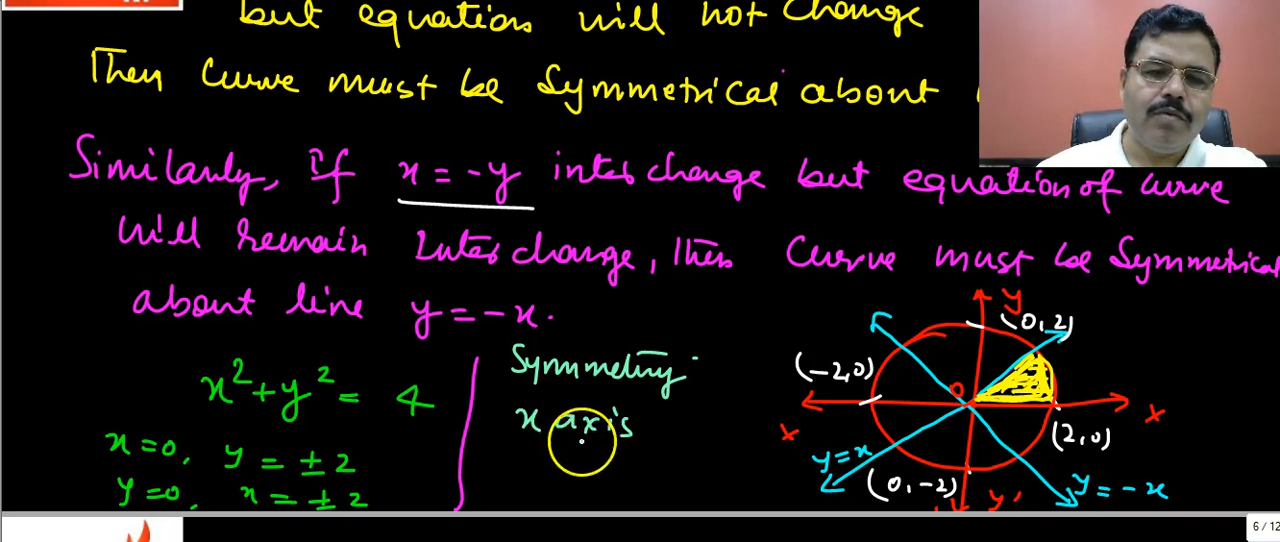 but equations will not change
Then Curve must be Symmetrical about
Similarly, If x = -y interchange but equation of curve
will remain Interchange, then Curve must be Symmetrical
about line y = -x.
x² + y² = 4
x = 0, y = ± 2
y = 0, x = ± 2
Symmetry
x axis
y
(0, 2)
(-2, 0)
0
x
x
(2, 0)
y = x
(0, -2)
y'
y = -x
6 / 12